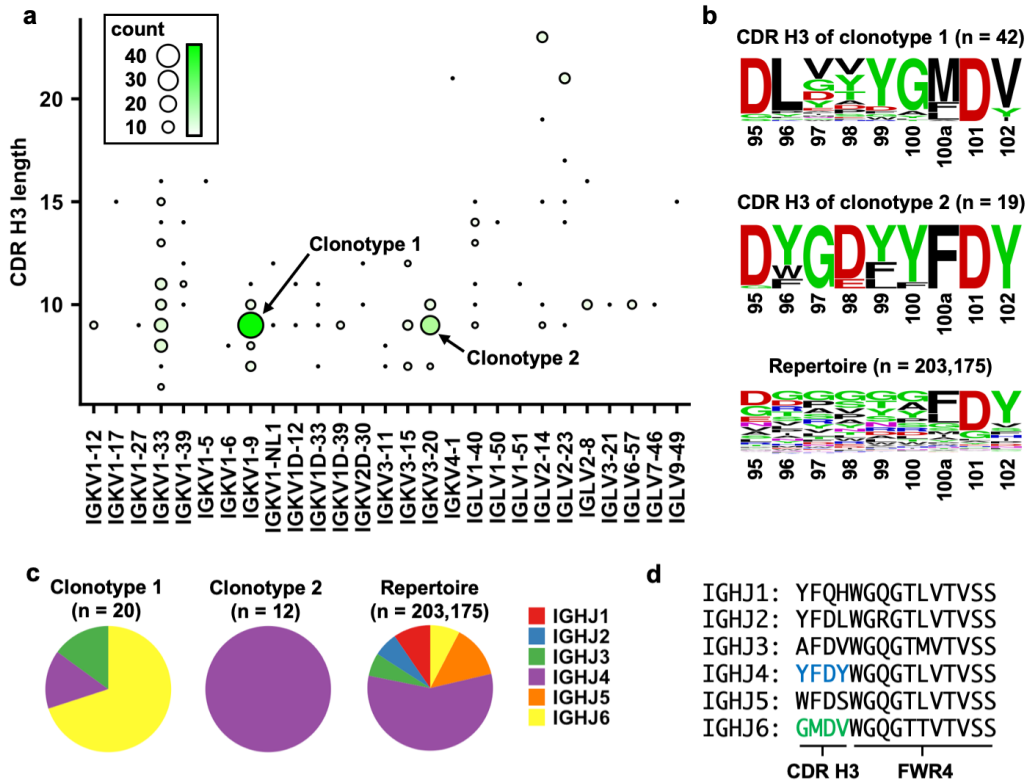 a
count
40
30
20
10
CDR H3 length
20
15
10
Clonotype 1
Clonotype 2
IGKV1-12
IGKV1-17
IGKV1-27
IGKV1-33
IGKV1-39
IGKV1-5
IGKV1-6
IGKV1-9
IGKV1-NL1
IGKV1D-12
IGKV1D-33
IGKV1D-39
IGKV2D-30
IGKV3-11
IGKV3-15
IGKV3-20
IGKV4-1
IGLV1-40
IGLV1-50
IGLV1-51
IGLV2-14
IGLV2-23
IGLV2-8
IGLV3-21
IGLV6-57
IGLV7-46
IGLV9-49
b
CDR H3 of clonotype 1 (n = 42)
95 96 97 98 99 100 100a 101 102
CDR H3 of clonotype 2 (n = 19)
95 96 97 98 99 100 100a 101 102
Repertoire (n = 203,175)
95 96 97 98 99 100 100a 101 102
c
Clonotype 1
(n = 20)
Clonotype 2
(n = 12)
Repertoire
(n = 203,175)
IGHJ1
IGHJ2
IGHJ3
IGHJ4
IGHJ5
IGHJ6
d
IGHJ1: YFQHWGQGTLVTVSS
IGHJ2: YFDLWGRGTLVTVSS
IGHJ3: AFDVWGQGTMVTVSS
IGHJ4: YFDYWGQGTLVTVSS
IGHJ5: WFDSWGQGTLVTVSS
IGHJ6: GMDVWGQGTTVTVSS
CDR H3 FWR4